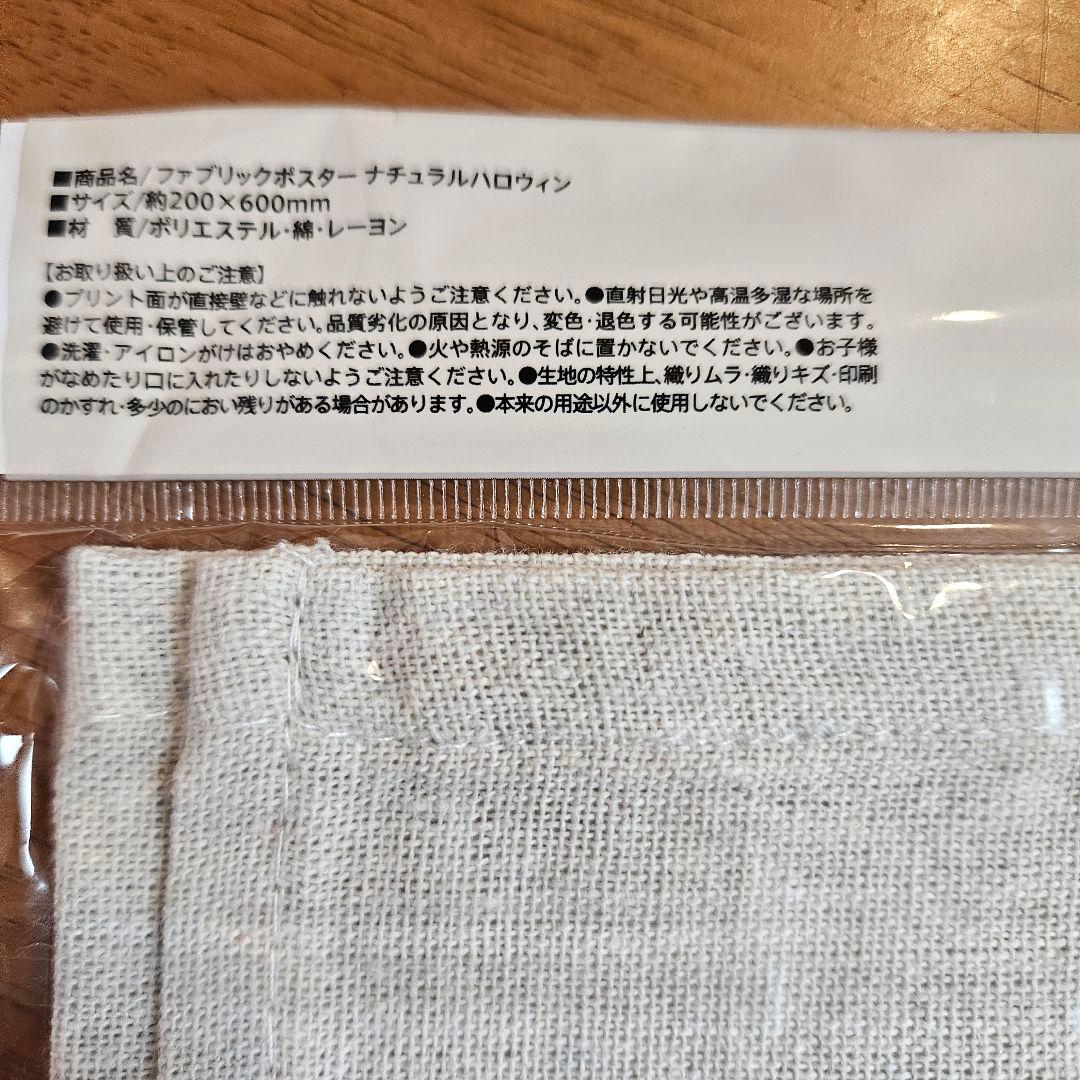 ■商品名/ファブリックポスター ナチュラルハロウィン
■サイズ/約200×600mm
■材　質/ポリエステル・綿・レーヨン
【お取り扱い上のご注意】
●プリント面が直接壁などに触れないようご注意ください。●直射日光や高温多湿な場所を
避けて使用・保管してください。品質劣化の原因となり、変色・退色する可能性がございます。
●洗濯・アイロンがけはおやめください。●火や熱源のそばに置かないでください。●お子様
がなめたり口に入れたりしないようご注意ください。●生地の特性上、織りムラ・織りキズ・印刷
のかすれ・多少のにおい残りがある場合があります。●本来の用途以外に使用しないでください。